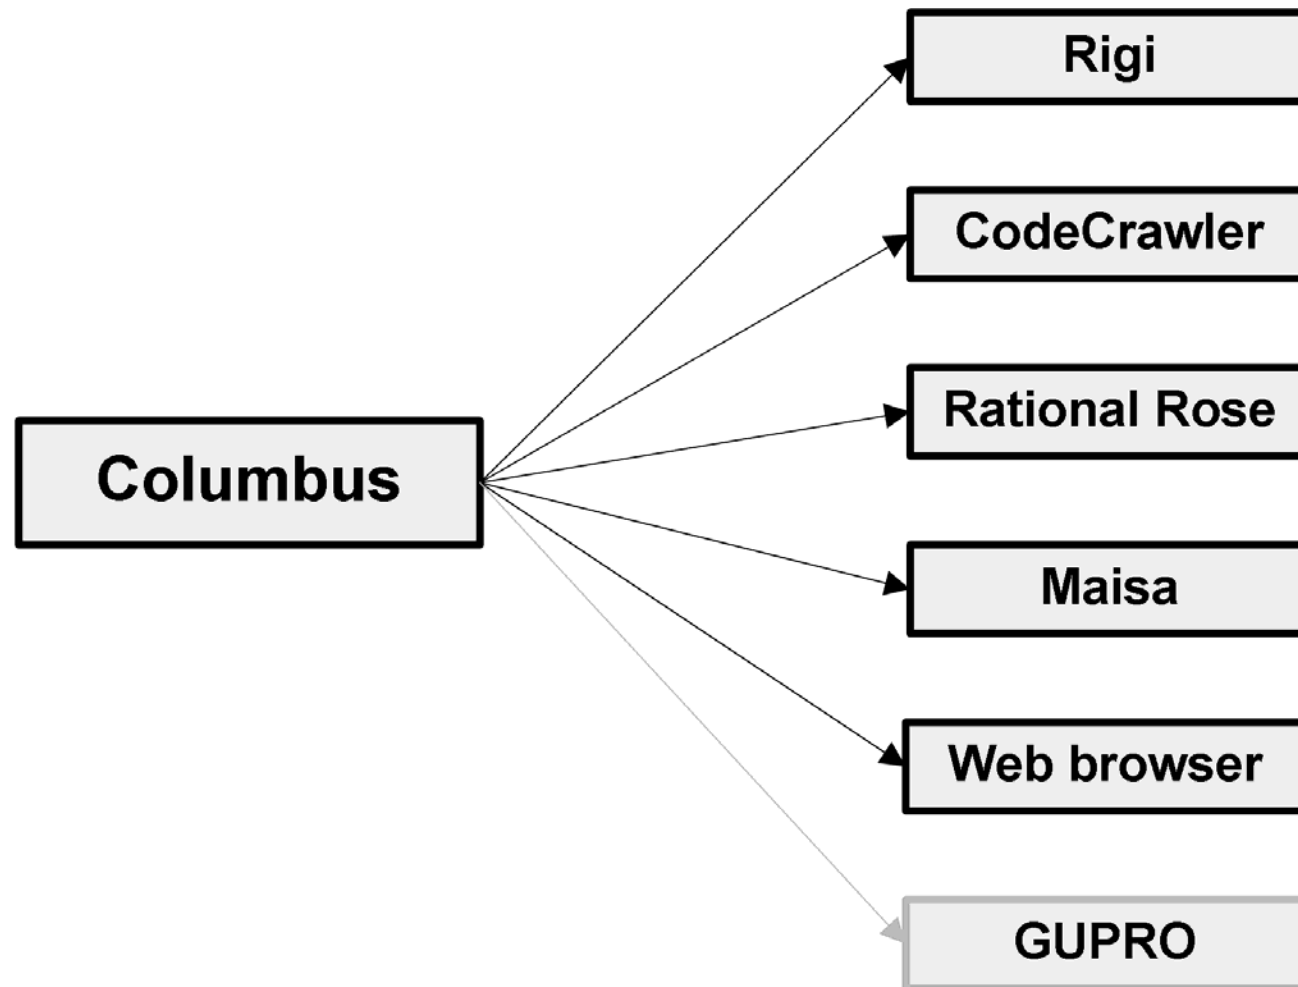 Rigi
CodeCrawler
Rational Rose
Columbus
Maisa
Web browser
GUPRO